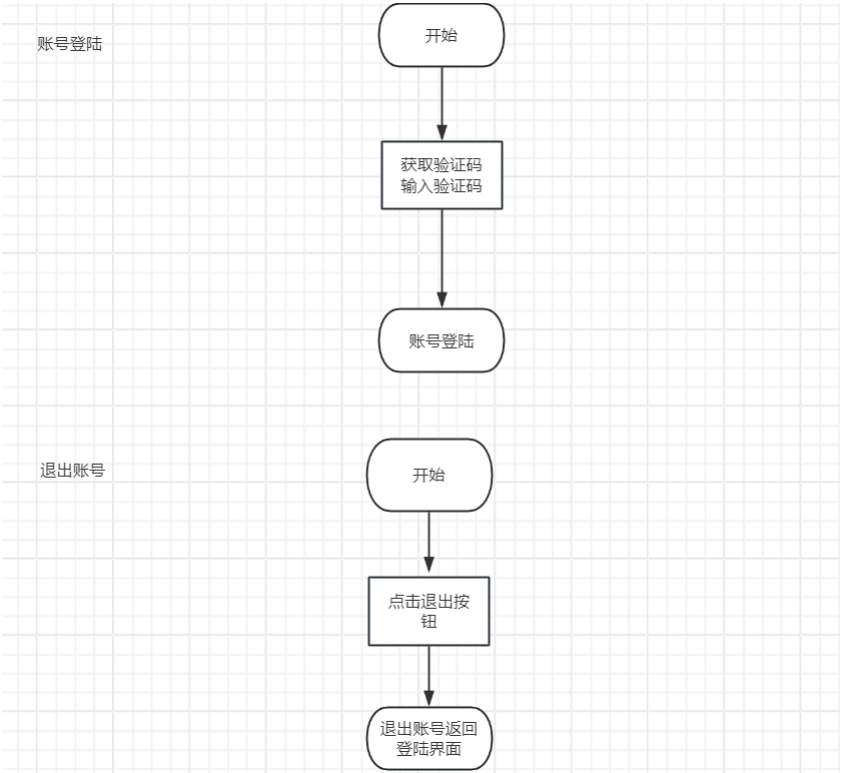 账号登陆
开始
获取验证码
输入验证码
账号登陆
退出账号
开始
点击退出按
钮
退出账号返回
登陆界面